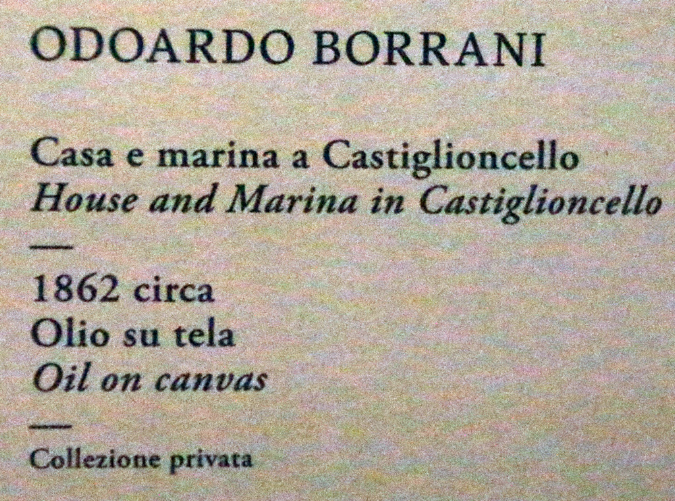 ODOARDO BORRANI
Casa e marina a Castiglioncello
House and Marina in Castiglioncello
1862 circa
Olio su tela
Oil on canvas
Collezione privata